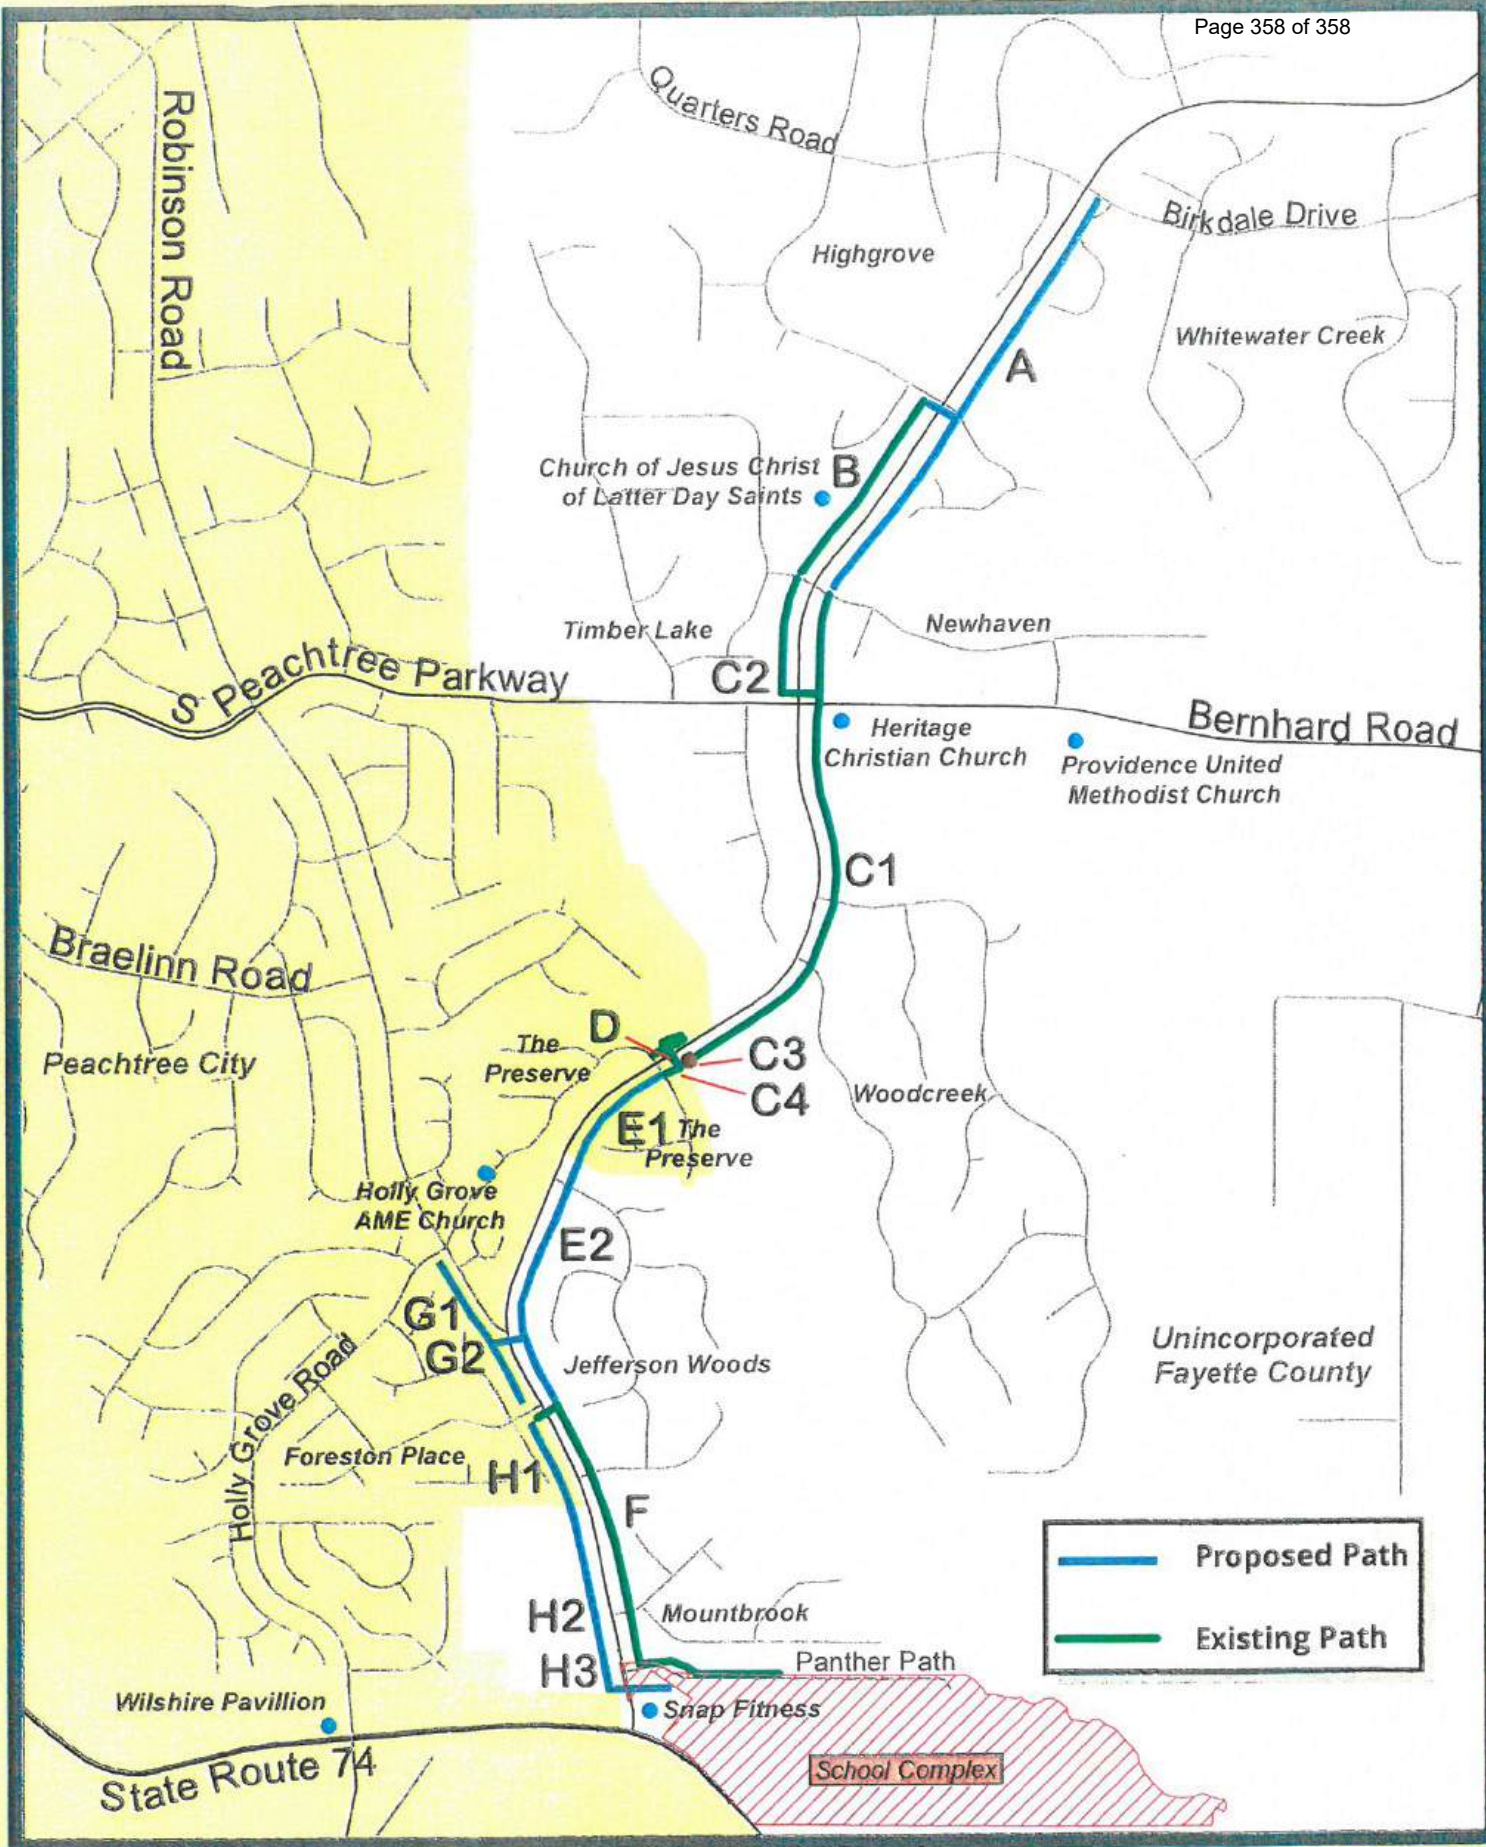 Page 358 of 358
Quarters Road
Robinson Road
Birkdale Drive
Highgrove
Whitewater Creek
A
Church of Jesus Christ
of Latter Day Saints
B
Timber Lake
Newhaven
S Peachtree Parkway
C2
Bernhard Road
Heritage
Christian Church
Providence United
Methodist Church
C1
Braelinn Road
D
The
Preserve
C3
Peachtree City
C4
Woodcreek
E1
The
Preserve
Holly Grove
AME Church
E2
G1
G2
Jefferson Woods
Unincorporated
Fayette County
Holly Grove Road
Foreston Place
H1
F
Proposed Path
Existing Path
H2
Mountbrook
H3
Panther Path
Wilshire Pavillion
Snap Fitness
State Route 74
School Complex